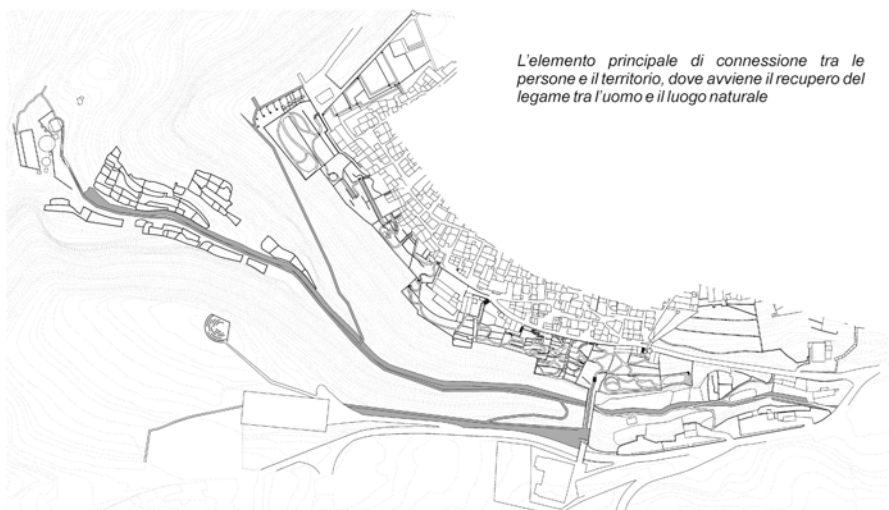 L'elemento principale di connessione tra le
persone e il territorio, dove avviene il recupero del
legame tra l'uomo e il luogo naturale